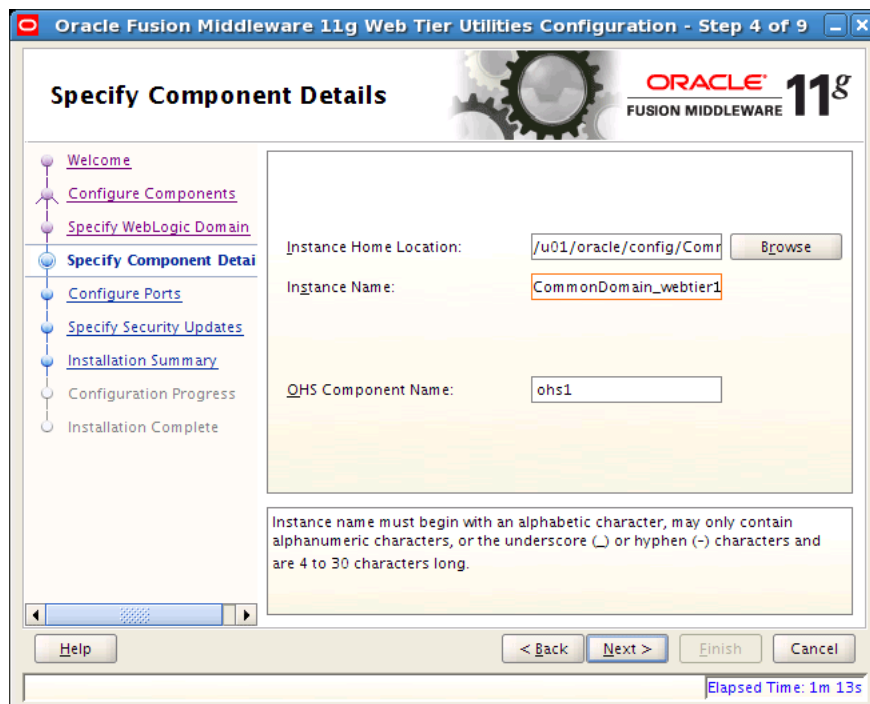 Oracle Fusion Middleware 11g Web Tier Utilities Configuration - Step 4 of 9
Specify Component Details
ORACLE
FUSION MIDDLEWARE
11g
Welcome
Configure Components
Specify WebLogic Domain
Specify Component Detai
Configure Ports
Specify Security Updates
Installation Summary
Configuration Progress
Installation Complete
Instance Home Location: /u01/oracle/config/Comr Browse
Instance Name: CommonDomain_webtier1
OHS Component Name: ohs1
Instance name must begin with an alphabetic character, may only contain
alphanumeric characters, or the underscore (_) or hyphen (-) characters and
are 4 to 30 characters long.
Help < Back Next > Finish Cancel
Elapsed Time: 1m 13s